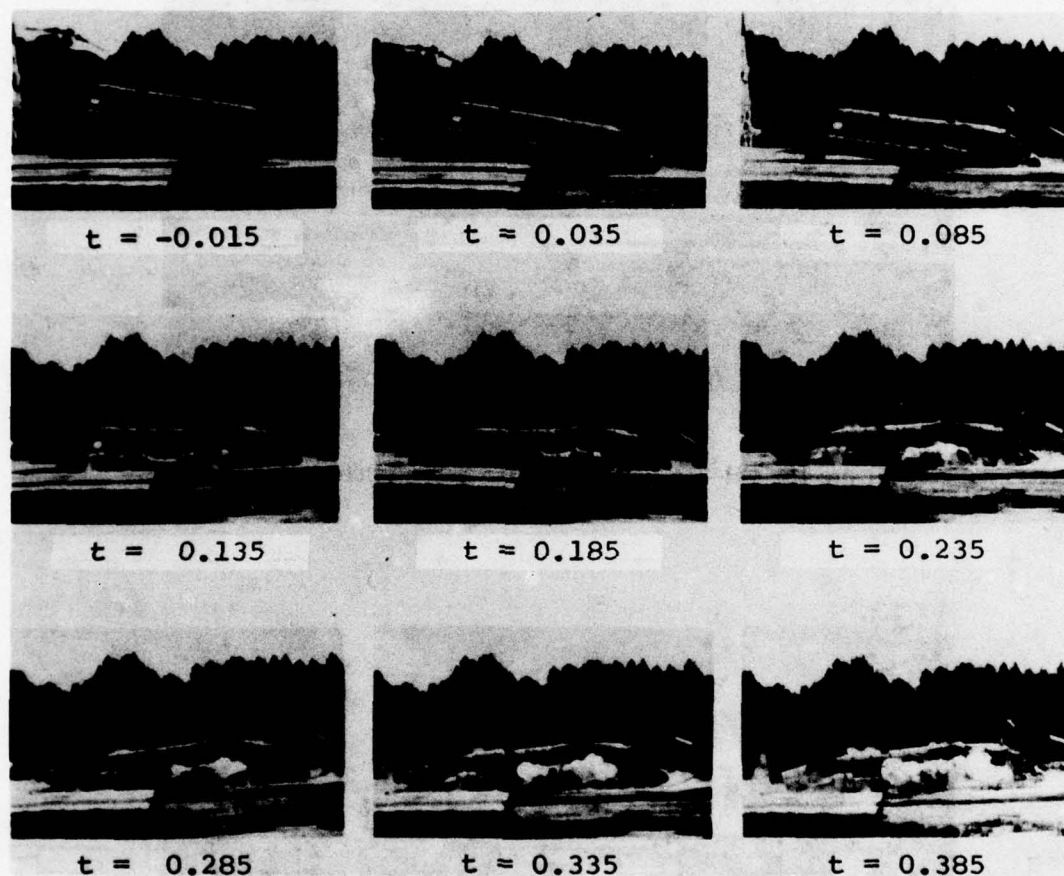 t = -0.015
t = 0.035
t = 0.085
t = 0.135
t = 0.185
t = 0.235
t = 0.285
t = 0.335
t = 0.385